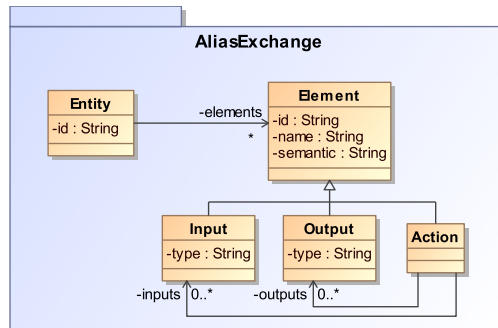 AliasExchange
Entity
-id : String
-elements
*
Element
-id : String
-name : String
-semantic : String
Input
-type : String
Output
-type : String
Action
-inputs 0..*
-outputs 0..*